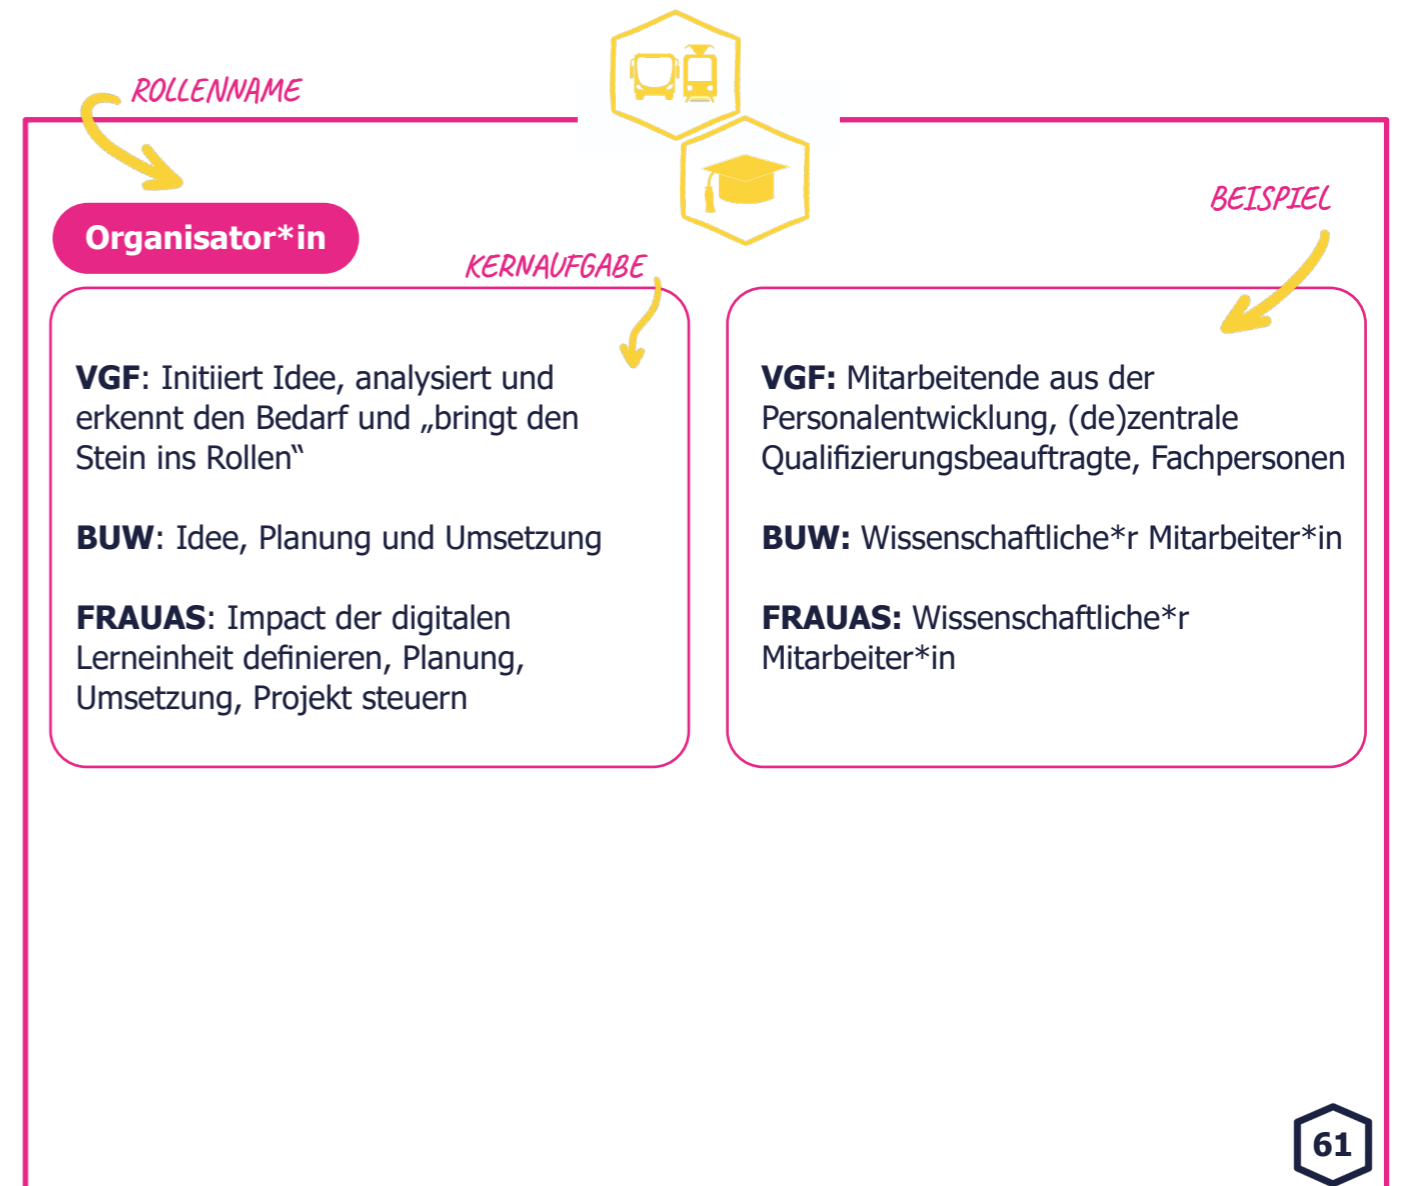 ROLLENNAME
BEISPIEL
Organisator*in
KERNAUFGABE
VGF: Initiiert Idee, analysiert und
erkennt den Bedarf und „bringt den
Stein ins Rollen“
BUW: Idee, Planung und Umsetzung
FRAUAS: Impact der digitalen
Lerneinheit definieren, Planung,
Umsetzung, Projekt steuern
VGF: Mitarbeitende aus der
Personalentwicklung, (de)zentrale
Qualifizierungsbeauftragte, Fachpersonen
BUW: Wissenschaftliche*r Mitarbeiter*in
FRAUAS: Wissenschaftliche*r
Mitarbeiter*in
61